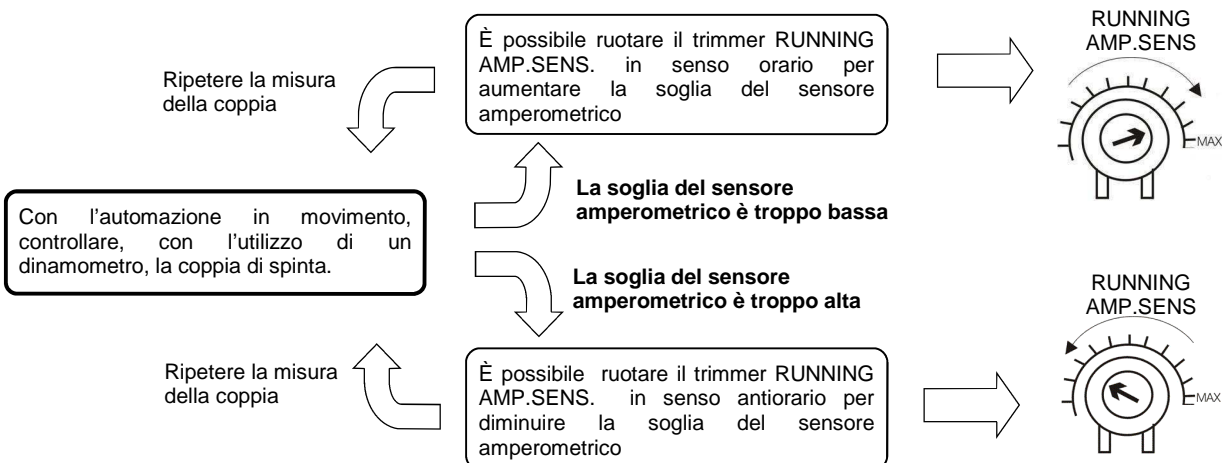 RUNNING
AMP.SENS
È possibile ruotare il trimmer RUNNING
AMP.SENS. in senso orario per
aumentare la soglia del sensore
amperometrico
Ripetere la misura
della coppia
MAX
La soglia del sensore
amperometrico è troppo bassa
Con l'automazione in movimento,
controllare, con l'utilizzo di un
dinamometro, la coppia di spinta.
La soglia del sensore
amperometrico è troppo alta
RUNNING
AMP.SENS
Ripetere la misura
della coppia
È possibile ruotare il trimmer RUNNING
AMP.SENS. in senso antiorario per
diminuire la soglia del sensore
amperometrico
MAX